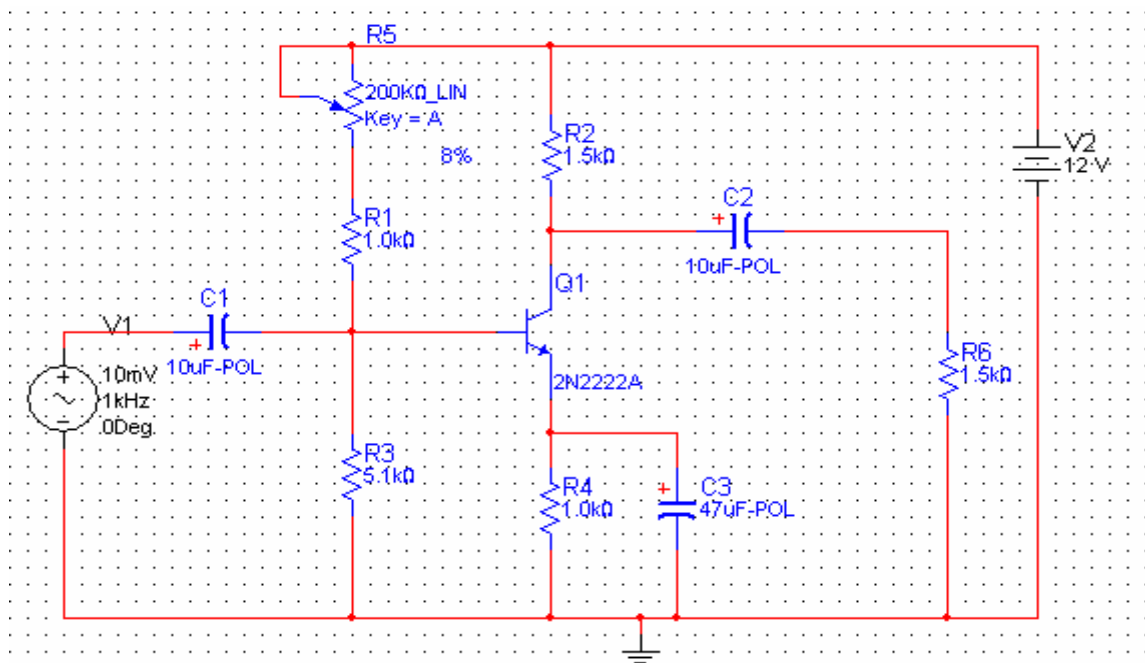 R5
200KΩ_LIN
Key = A
8%
R2
1.5kΩ
V2
12 V
R1
1.0kΩ
C2
+
10uF-POL
Q1
C1
V1
+
10uF-POL
10mV
1kHz
0Deg
2N2222A
R6
1.5kΩ
R3
5.1kΩ
R4
1.0kΩ
+
C3
47uF-POL